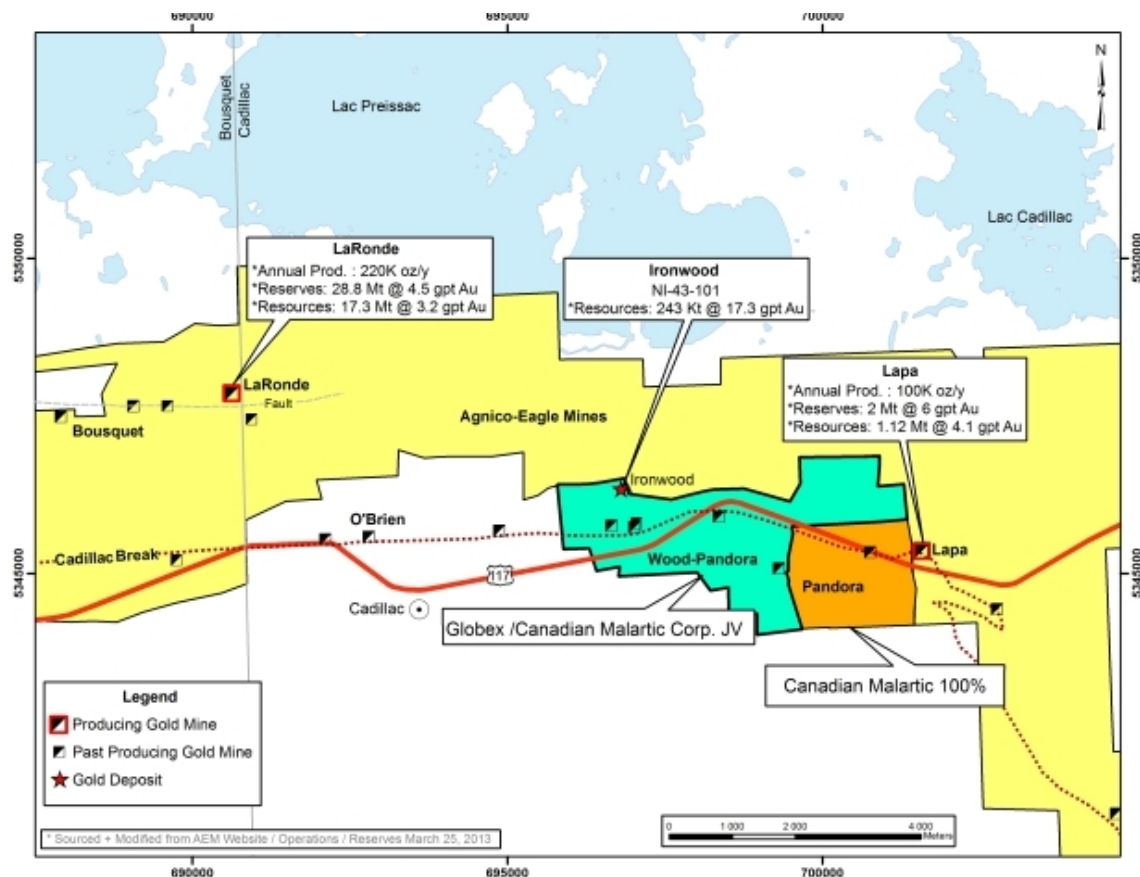 690000
695000
700000
N
Bousquet
Cadillac
Lac Preissac
Lac Cadillac
5350000
5350000
LaRonde
*Annual Prod. : 220K oz/y
*Reserves: 28.8 Mt @ 4.5 gpt Au
*Resources: 17.3 Mt @ 3.2 gpt Au
Ironwood
NI-43-101
*Resources: 243 Kt @ 17.3 gpt Au
Lapa
*Annual Prod. : 100K oz/y
*Reserves: 2 Mt @ 6 gpt Au
*Resources: 1.12 Mt @ 4.1 gpt Au
LaRonde
Fault
Bousquet
Agnico-Eagle Mines
Ironwood
O'Brien
Cadillac Break
Lapa
Wood-Pandora
Pandora
5345000
5345000
117
Cadillac
Globex /Canadian Malartic Corp. JV
Canadian Malartic 100%
Legend
Producing Gold Mine
Past Producing Gold Mine
Gold Deposit
* Sourced + Modified from AEM Website / Operations / Reserves March 25, 2013
0 1 000 2 000 4 000
Meters
690000
695000
700000